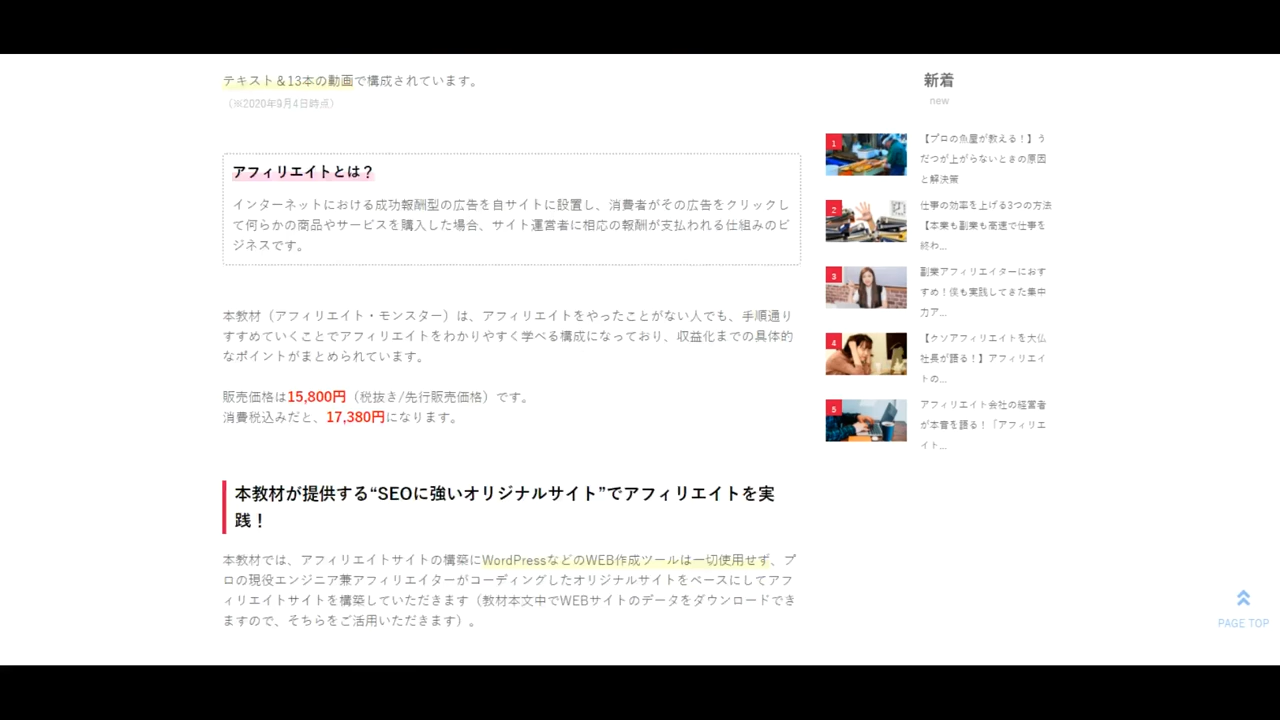 テキスト＆13本の動画で構成されています。
（※2020年9月4日時点）
アフィリエイトとは？
インターネットにおける成功報酬型の広告を自サイトに設置し、消費者がその広告をクリックし
て何らかの商品やサービスを購入した場合、サイト運営者に相応の報酬が支払われる仕組みのビ
ジネスです。
本教材（アフィリエイト・モンスター）は、アフィリエイトをやったことがない人でも、手順通り
すすめていくことでアフィリエイトをわかりやすく学べる構成になっており、収益化までの具体的
なポイントがまとめられています。
販売価格は15,800円（税抜き/先行販売価格）です。
消費税込みだと、17,380円になります。
本教材が提供する“SEOに強いオリジナルサイト”でアフィリエイトを実
践！
本教材では、アフィリエイトサイトの構築にWordPressなどのWEB作成ツールは一切使用せず、プ
ロの現役エンジニア兼アフィリエイターがコーディングしたオリジナルサイトをベースにしてアフ
ィリエイトサイトを構築していただきます（教材本文中でWEBサイトのデータをダウンロードでき
ますので、そちらをご活用いただきます）。
新着
new
1
【プロの魚屋が教える！】う
だつが上がらないときの原因
と解決策
2
仕事の効率を上げる3つの方法
【本業も副業も高速で仕事を
終わ...
3
副業アフィリエイターにおす
すめ！僕も実践してきた集中
力ア...
4
【クソアフィリエイトを大仏
社長が語る！】アフィリエイ
トの...
5
アフィリエイト会社の経営者
が本音を語る！「アフィリエ
イト...
PAGE TOP